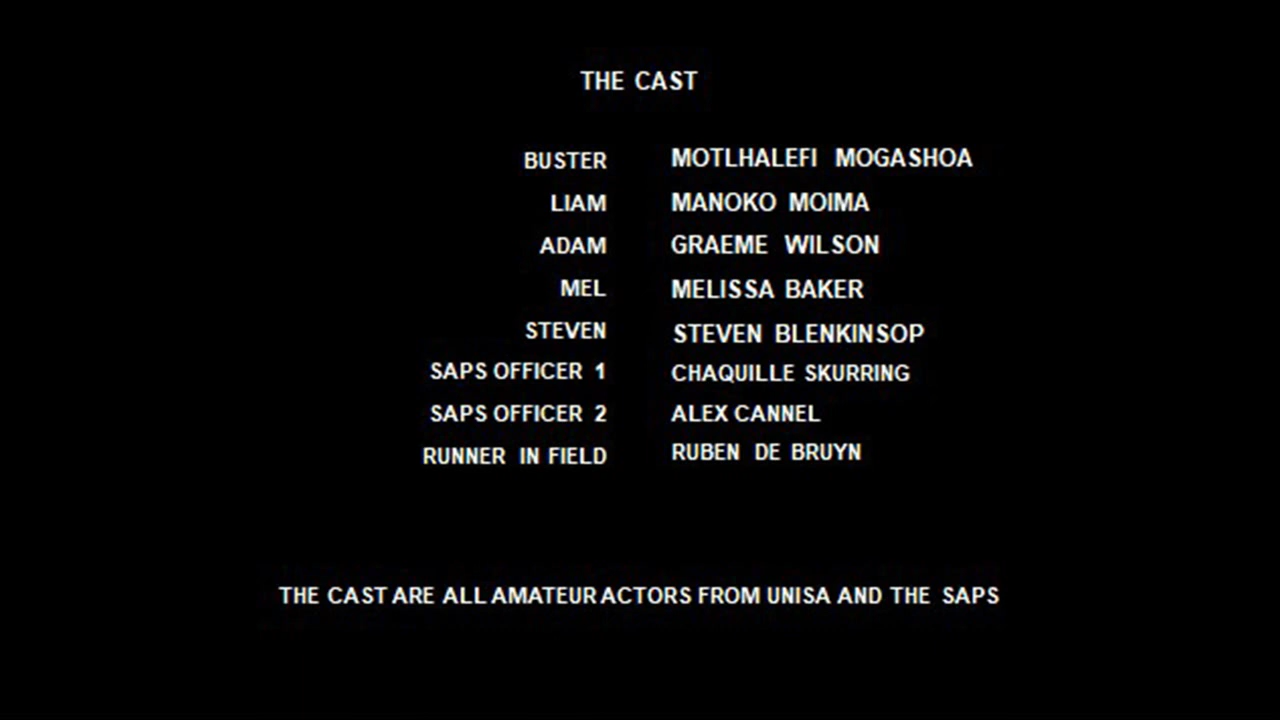 THE CAST
BUSTER MOTLHALEFI MOGASHOA
LIAM MANOKO MOIMA
ADAM GRAEME WILSON
MEL MELISSA BAKER
STEVEN STEVEN BLENKINSOP
SAPS OFFICER 1 CHAQUILLE SKURRING
SAPS OFFICER 2 ALEX CANNEL
RUNNER IN FIELD RUBEN DE BRUYN
THE CAST ARE ALL AMATEUR ACTORS FROM UNISA AND THE SAPS